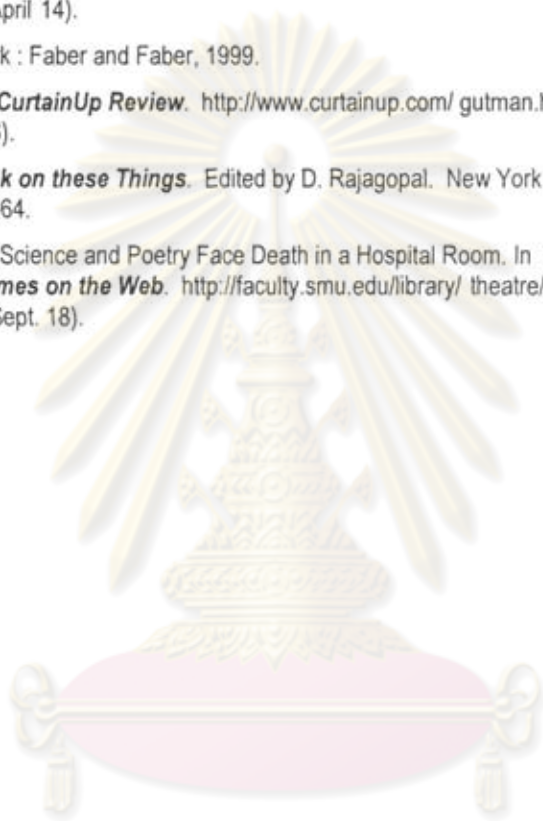 April 14).
k : Faber and Faber, 1999.
CurtainUp Review. http://www.curtainup.com/ gutman.h
).
k on these Things. Edited by D. Rajagopal. New York
64.
Science and Poetry Face Death in a Hospital Room. In
mes on the Web. http://faculty.smu.edu/library/ theatre/
Sept. 18).